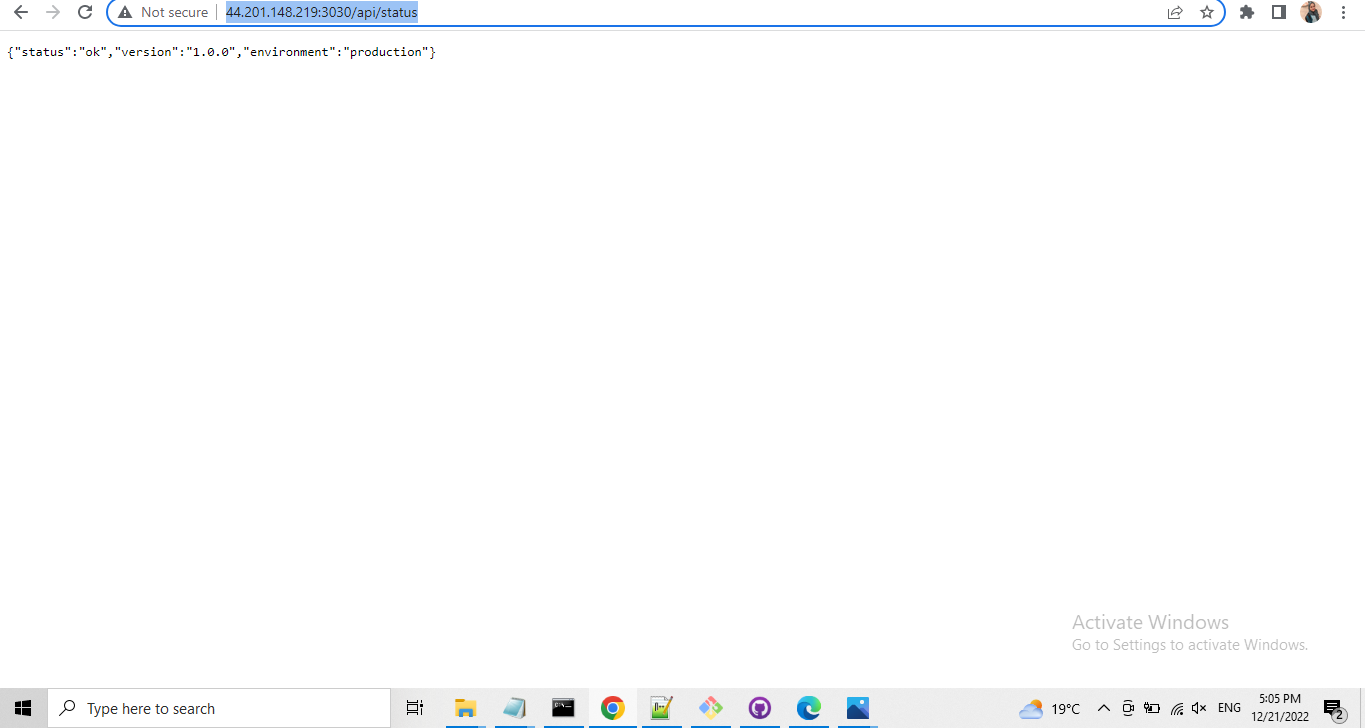 Not secure
44.201.148.219:3030/api/status
{"status":"ok","version":"1.0.0","environment":"production"}
Activate Windows
Go to Settings to activate Windows.
Type here to search
19°C
ENG
5:05 PM
12/21/2022
2